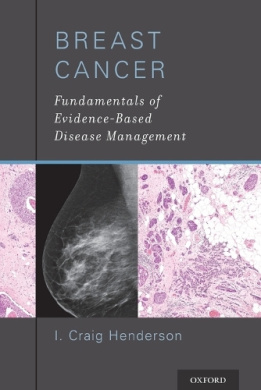 BREAST
CANCER
Fundamentals of
Evidence-Based
Disease Management
I. Craig Henderson
OXFORD